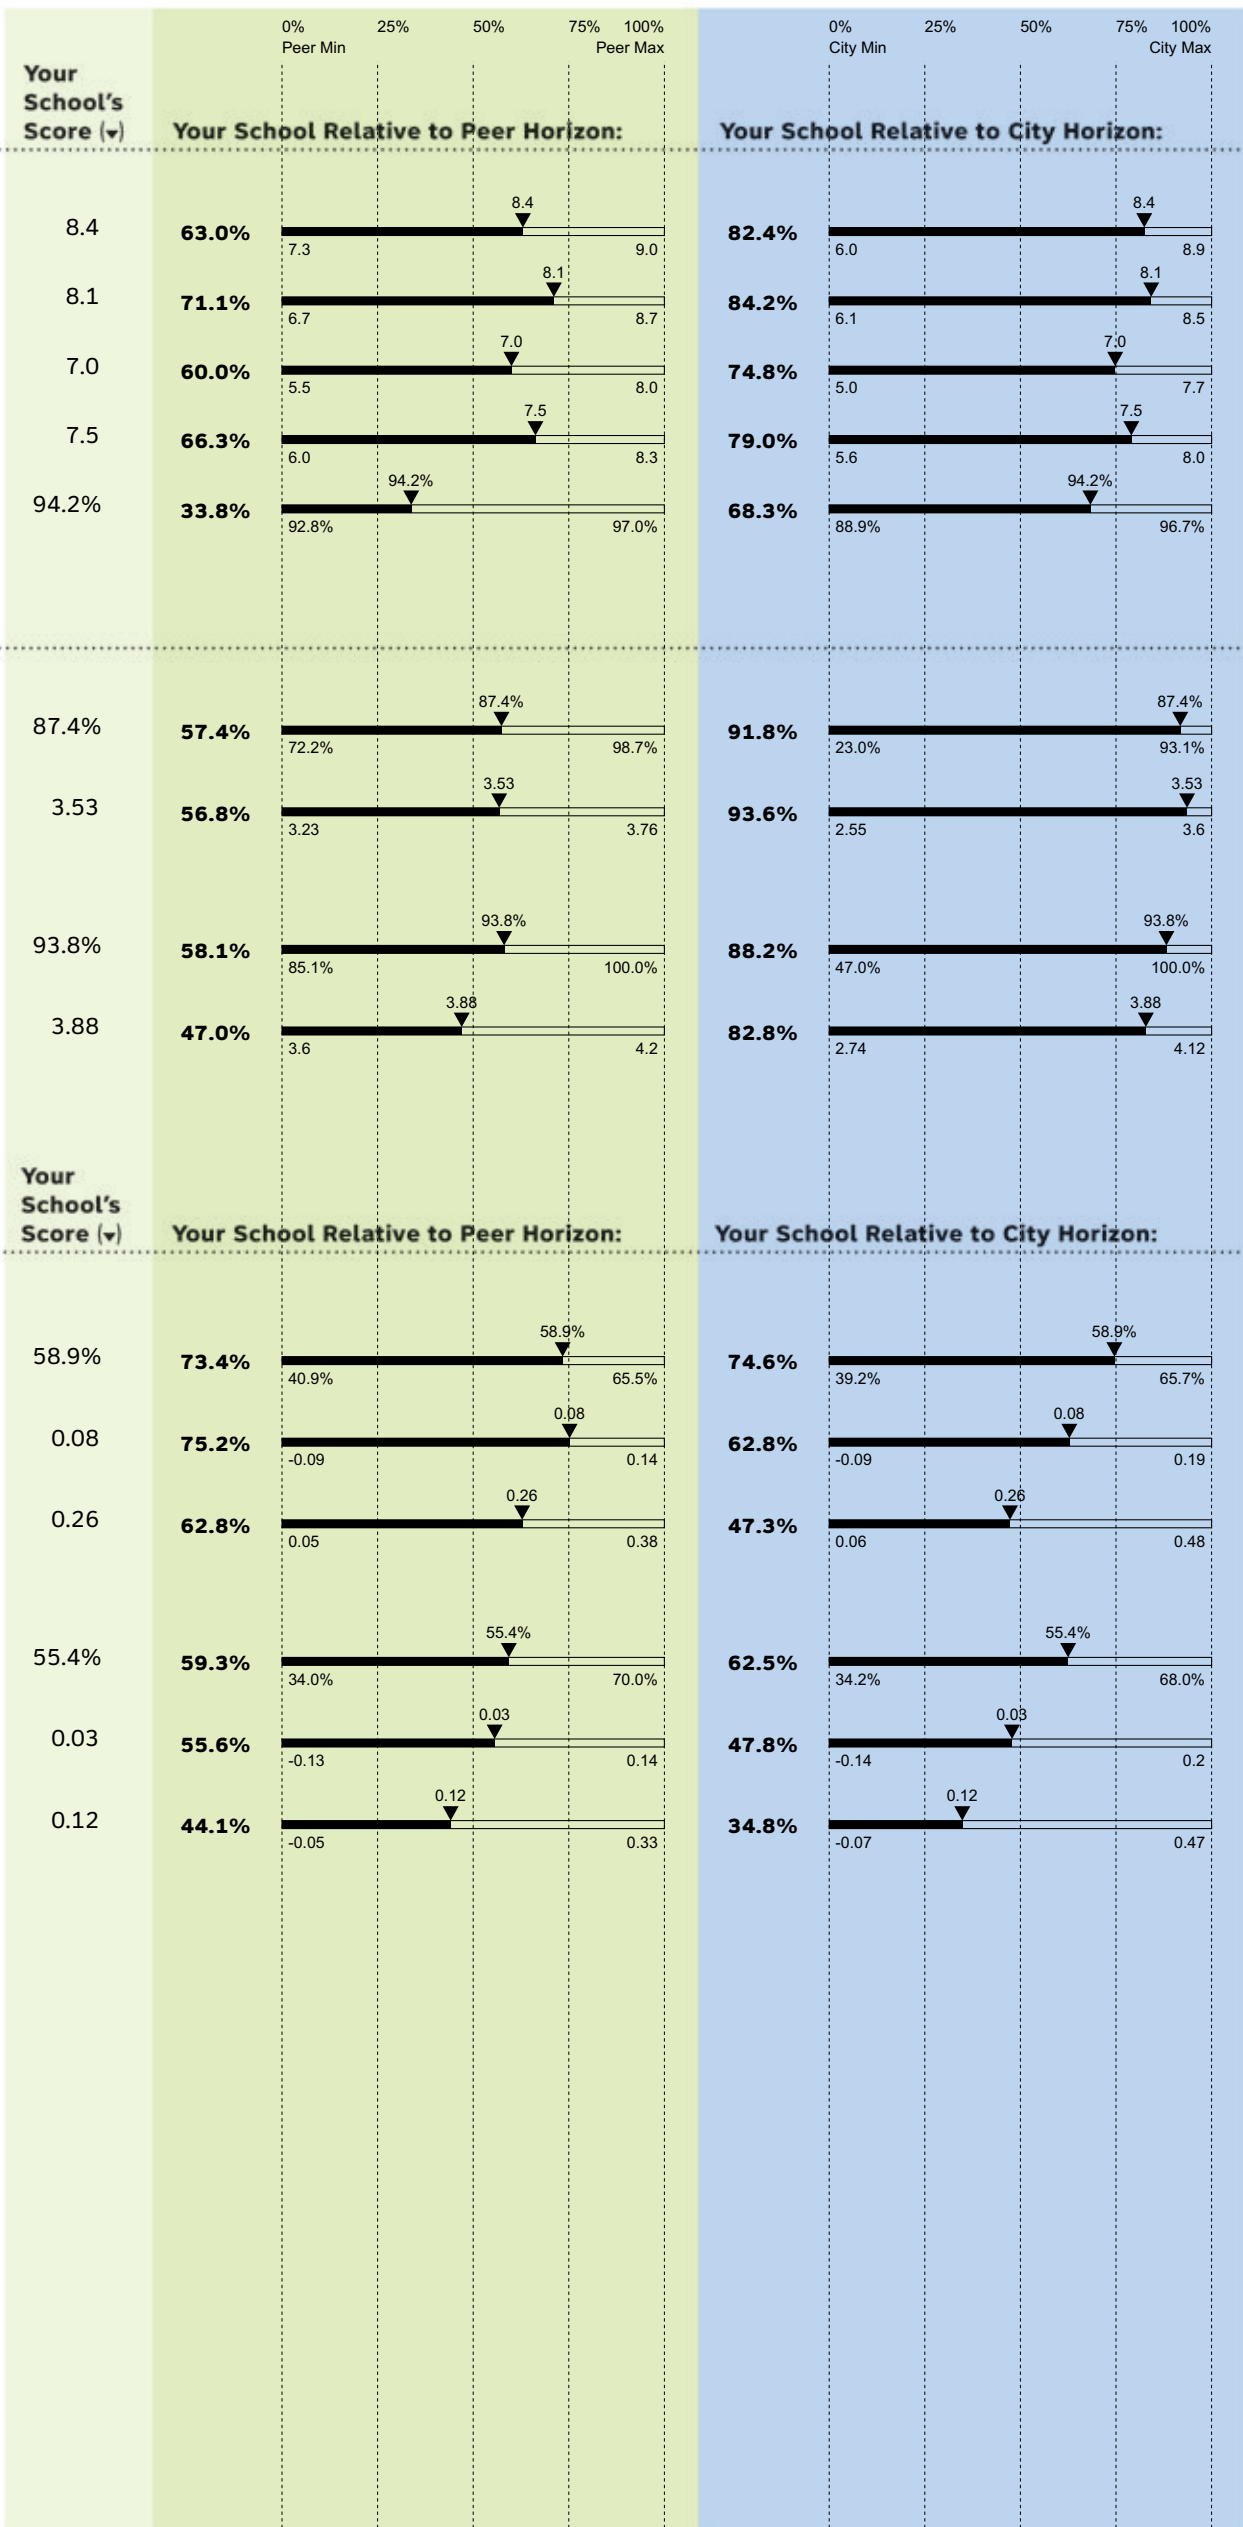 0% 25% 50% 75% 100% 0% 25% 50% 75% 100%
Peer Min Peer Max City Min City Max
Your
School's
Score (▾) Your School Relative to Peer Horizon: Your School Relative to City Horizon:
8.4 8.4
8.4 63.0% 82.4%
7.3 9.0 6.0 8.9
8.1 8.1
8.1 71.1% 84.2%
6.7 8.7 6.1 8.5
7.0 7.0
7.0 60.0% 74.8%
5.5 8.0 5.0 7.7
7.5 7.5
7.5 66.3% 79.0%
6.0 8.3 5.6 8.0
94.2% 94.2%
94.2% 33.8% 68.3%
92.8% 97.0% 88.9% 96.7%
87.4% 87.4%
87.4% 57.4% 91.8%
72.2% 98.7% 23.0% 93.1%
3.53 3.53
3.53 56.8% 93.6%
3.23 3.76 2.55 3.6
93.8% 93.8%
93.8% 58.1% 88.2%
85.1% 100.0% 47.0% 100.0%
3.88 3.88
3.88 47.0% 82.8%
3.6 4.2 2.74 4.12
Your
School's
Score (▾) Your School Relative to Peer Horizon: Your School Relative to City Horizon:
58.9% 58.9%
58.9% 73.4% 74.6%
40.9% 65.5% 39.2% 65.7%
0.08 0.08
0.08 75.2% 62.8%
-0.09 0.14 -0.09 0.19
0.26 0.26
0.26 62.8% 47.3%
0.05 0.38 0.06 0.48
55.4% 55.4%
55.4% 59.3% 62.5%
34.0% 70.0% 34.2% 68.0%
0.03 0.03
0.03 55.6% 47.8%
-0.13 0.14 -0.14 0.2
0.12 0.12
0.12 44.1% 34.8%
-0.05 0.33 -0.07 0.47